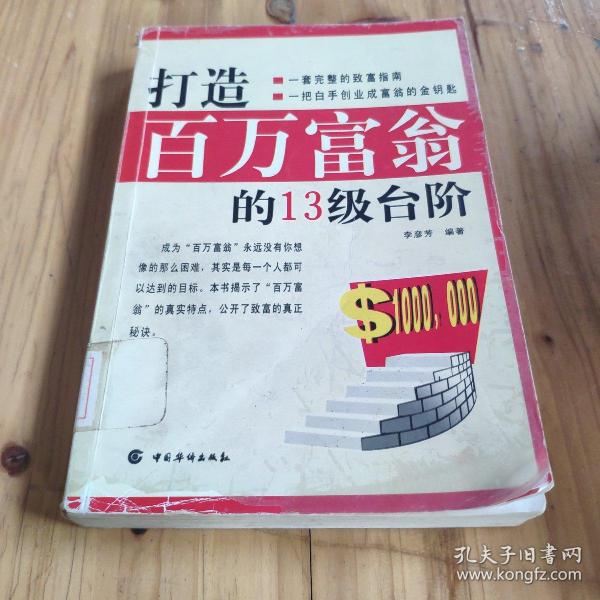 打造
一套完整的致富指南
一把白手创业成富翁的金钥匙
百万富翁
的13级台阶
李彦芳 编著
成为“百万富翁”永远没有你想
像的那么困难，其实是每一个人都可
以达到的目标。本书揭示了“百万富
翁”的真实特点，公开了致富的真正
秘诀。
$1000,000
中国华侨出版社
孔夫子旧书网
www.kongfz.com